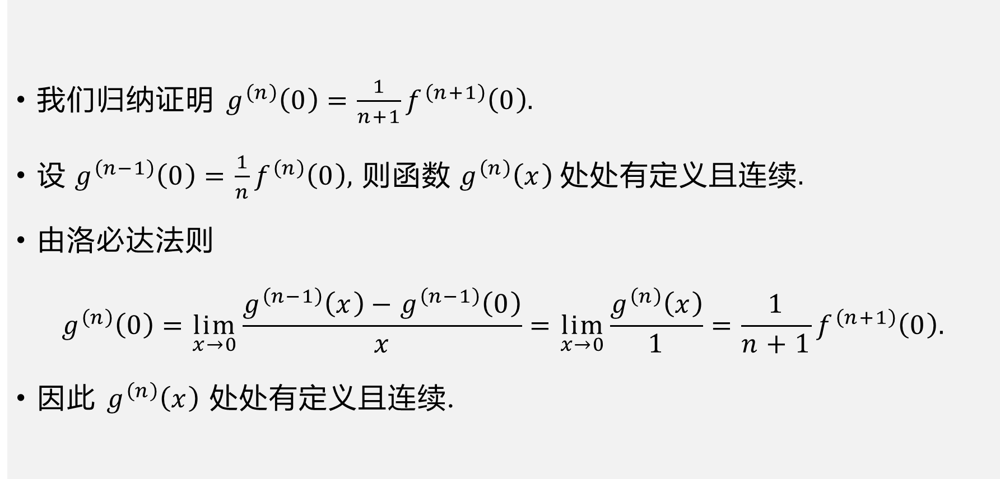 • 我们归纳证明 g^{(n)}(0) = \frac{1}{n+1} f^{(n+1)}(0).
• 设 g^{(n−1)}(0) = \frac{1}{n} f^{(n)}(0), 则函数 g^{(n)}(x) 处处有定义且连续.
• 由洛必达法则
g^{(n)}(0) = \lim_{x→0} \frac{g^{(n−1)}(x) − g^{(n−1)}(0)}{x} = \lim_{x→0} \frac{g^{(n)}(x)}{1} = \frac{1}{n + 1} f^{(n+1)}(0).
• 因此 g^{(n)}(x) 处处有定义且连续.